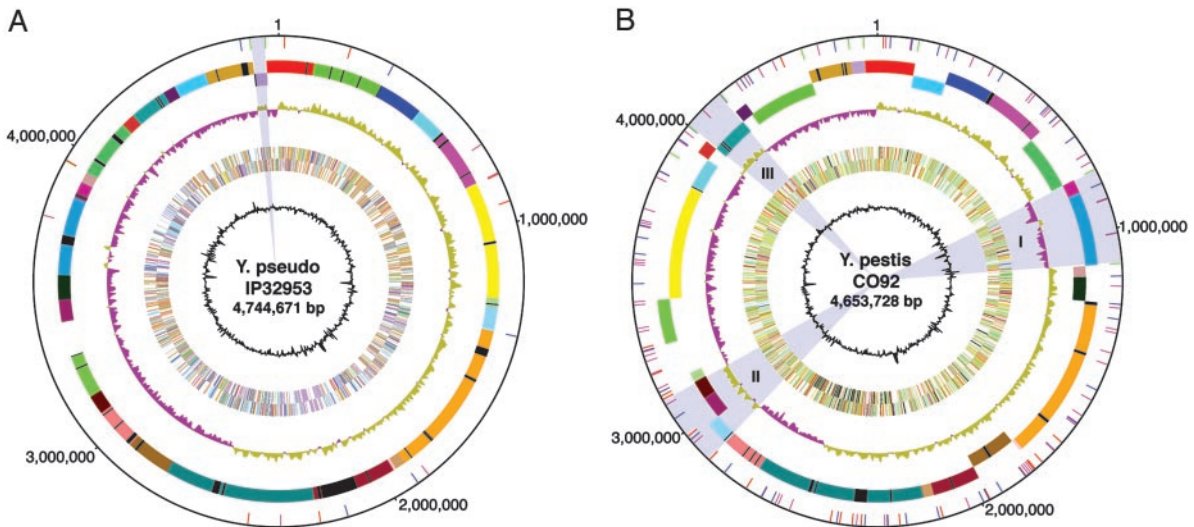 A
1
4,000,000
1,000,000
Y. pseudo
IP32953
4,744,671 bp
3,000,000
2,000,000
B
1
4,000,000
III
I
1,000,000
Y. pestis
CO92
4,653,728 bp
II
3,000,000
2,000,000